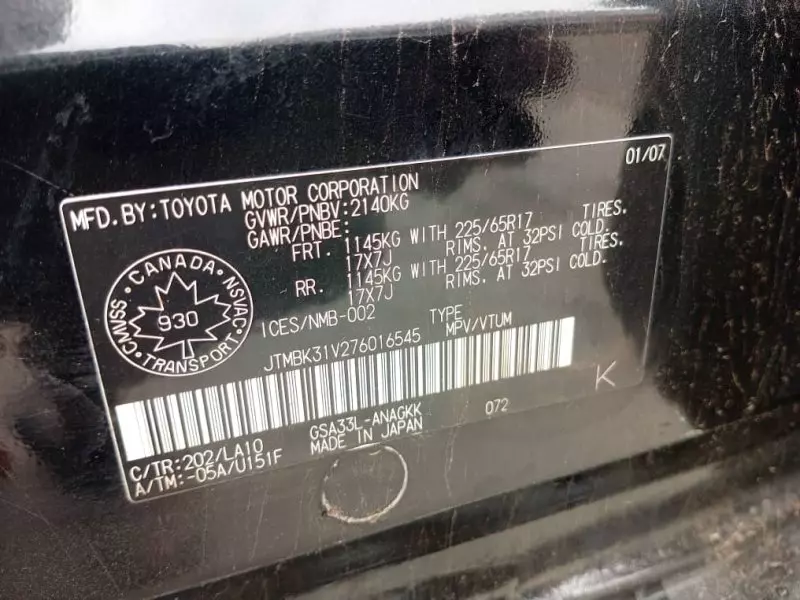 01/07
MFD. BY: TOYOTA MOTOR CORPORATION
GVWR/PNBV: 2140KG
GAWR/PNBE:
FRT. 1145KG WITH 225/65R17 TIRES.
17X7J RIMS. AT 32PSI COLD.
RR. 1145KG WITH 225/65R17 TIRES.
17X7J RIMS. AT 32PSI COLD.
CANADA
CMVSS NSVAC
930
TRANSPORT
ICES/NMB-002 TYPE
JTMBK31V276016545 MPV/VTUM
K
GSA33L-ANAGKK 072
MADE IN JAPAN
C/TR: 202/LA10
A/TM: -05A/U151F